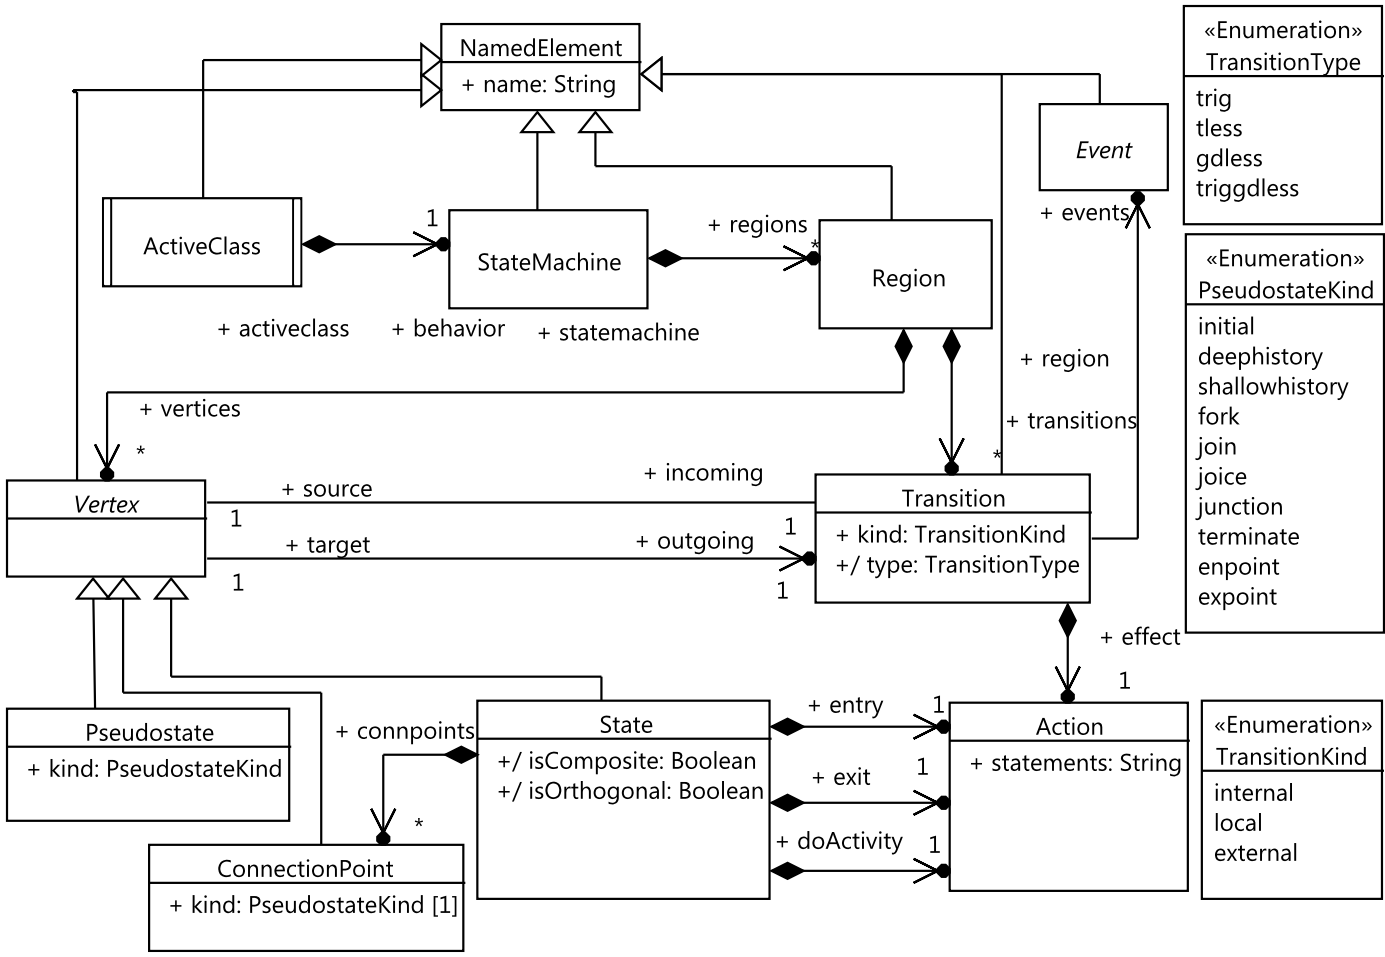 NamedElement
+ name: String
«Enumeration»
TransitionType
trig
tless
gdless
triggdless
Event
+ events
ActiveClass
1
StateMachine
+ regions
*
Region
+ activeclass
+ behavior
+ statemachine
«Enumeration»
PseudostateKind
initial
deephistory
shallowhistory
fork
join
joice
junction
terminate
enpoint
expoint
+ region
+ transitions
*
+ vertices
*
Vertex
+ source
1
+ incoming
1
+ target
1
+ outgoing
1
Transition
+ kind: TransitionKind
+/ type: TransitionType
+ effect
1
Pseudostate
+ kind: PseudostateKind
+ connpoints
*
ConnectionPoint
+ kind: PseudostateKind [1]
State
+/ isComposite: Boolean
+/ isOrthogonal: Boolean
+ entry
1
+ exit
1
+ doActivity
1
Action
+ statements: String
«Enumeration»
TransitionKind
internal
local
external